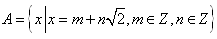 A = {x | x = m + n√2, m ∈ Z, n ∈ Z}